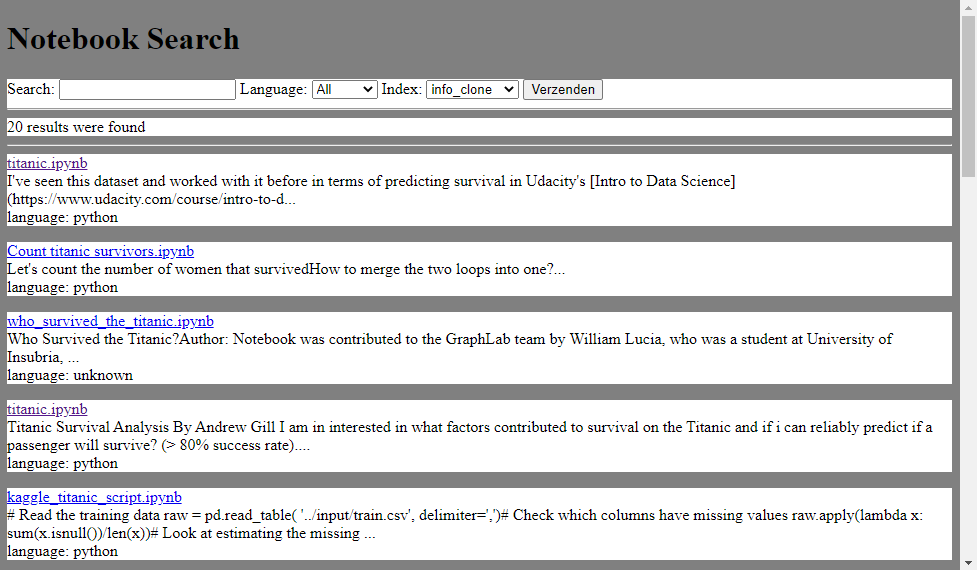 Notebook Search
Search: Language: All Index: info_clone Verzenden
20 results were found
titanic.ipynb
I've seen this dataset and worked with it before in terms of predicting survival in Udacity's [Intro to Data Science]
(https://www.udacity.com/course/intro-to-d...
language: python
Count titanic survivors.ipynb
Let's count the number of women that survivedHow to merge the two loops into one?...
language: python
who_survived_the_titanic.ipynb
Who Survived the Titanic?Author: Notebook was contributed to the GraphLab team by William Lucia, who was a student at University of
Insubria, ...
language: unknown
titanic.ipynb
Titanic Survival Analysis By Andrew Gill I am in interested in what factors contributed to survival on the Titanic and if i can reliably predict if a
passenger will survive? (> 80% success rate)....
language: python
kaggle_titanic_script.ipynb
# Read the training data raw = pd.read_table( '../input/train.csv', delimiter=',')# Check which columns have missing values raw.apply(lambda x:
sum(x.isnull())/len(x))# Look at estimating the missing ...
language: python